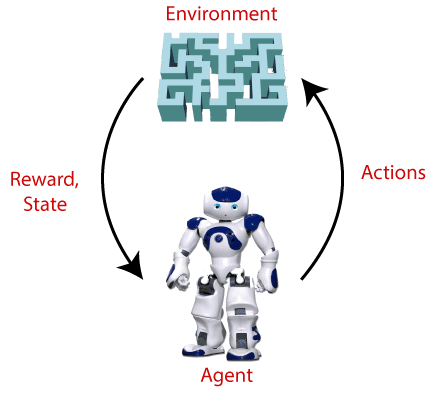 Environment
Reward,
State
Actions
Agent